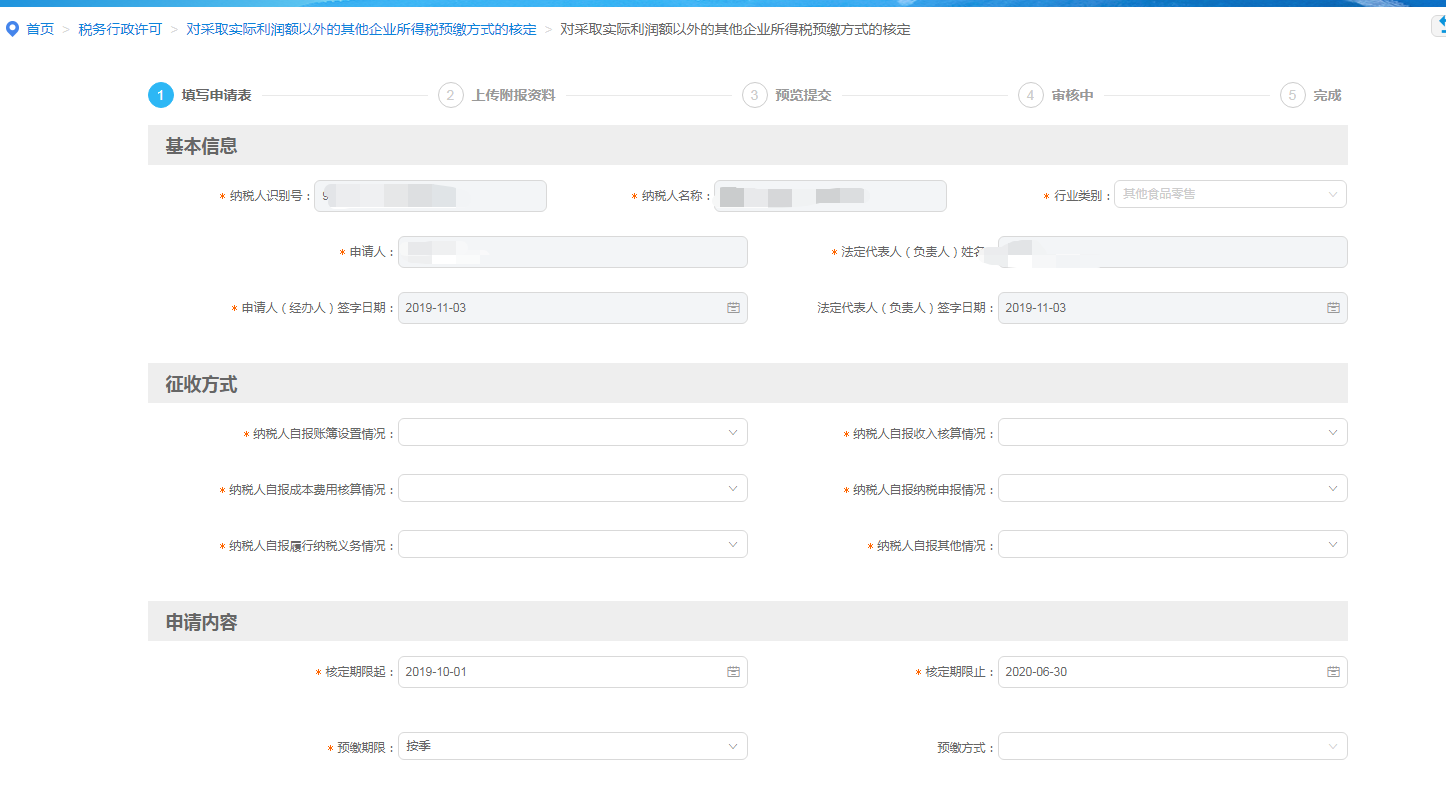 首页 > 税务行政许可 > 对采取实际利润额以外的其他企业所得税预缴方式的核定 > 对采取实际利润额以外的其他企业所得税预缴方式的核定
1 填写申请表 2 上传附报资料 3 预览提交 4 审核中 5 完成
基本信息
* 纳税人识别号： 9 * 纳税人名称： * 行业类别： 其他食品零售
* 申请人： * 法定代表人（负责人）姓名
* 申请人（经办人）签字日期： 2019-11-03 法定代表人（负责人）签字日期： 2019-11-03
征收方式
* 纳税人自报账簿设置情况： * 纳税人自报收入核算情况：
* 纳税人自报成本费用核算情况： * 纳税人自报纳税申报情况：
* 纳税人自报履行纳税义务情况： * 纳税人自报其他情况：
申请内容
* 核定期限起： 2019-10-01 * 核定期限止： 2020-06-30
* 预缴期限： 按季 预缴方式：